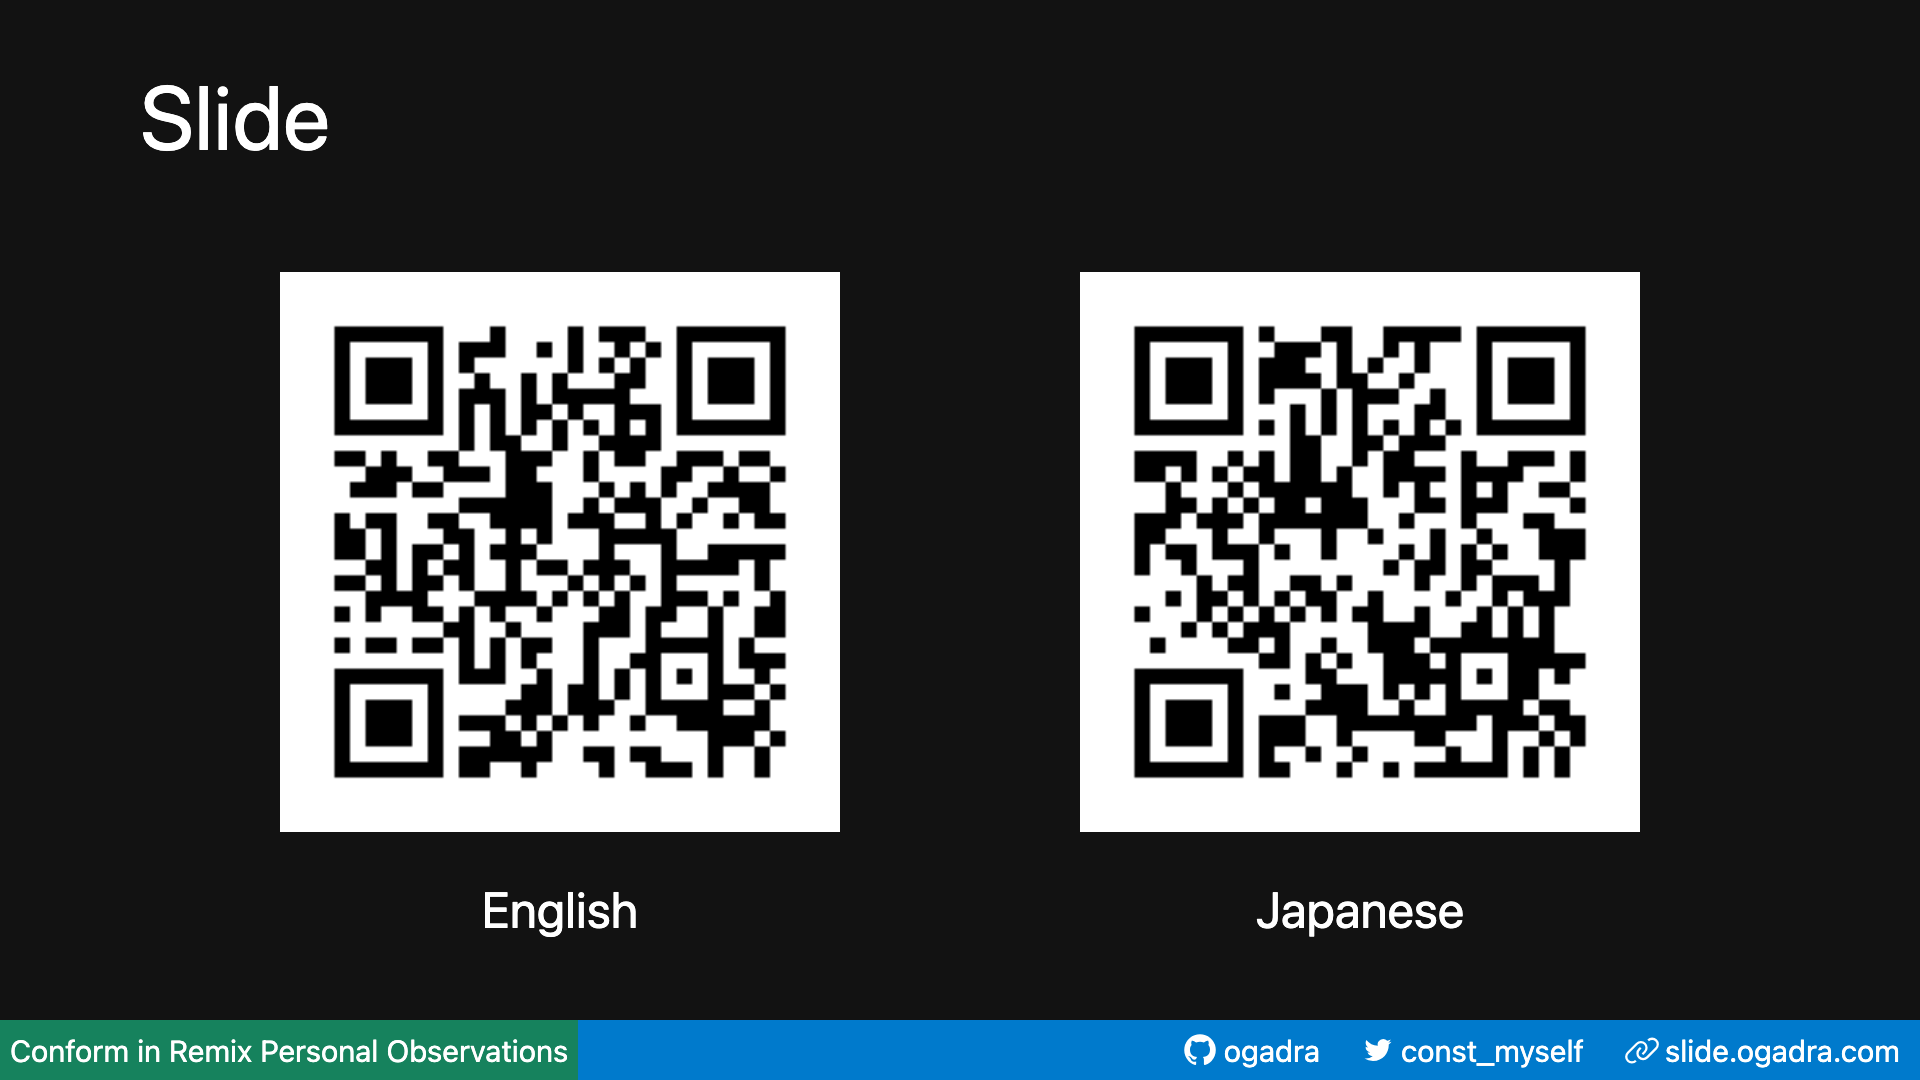 Slide
English
Japanese
Conform in Remix Personal Observations
ogadra
const_myself
slide.ogadra.com